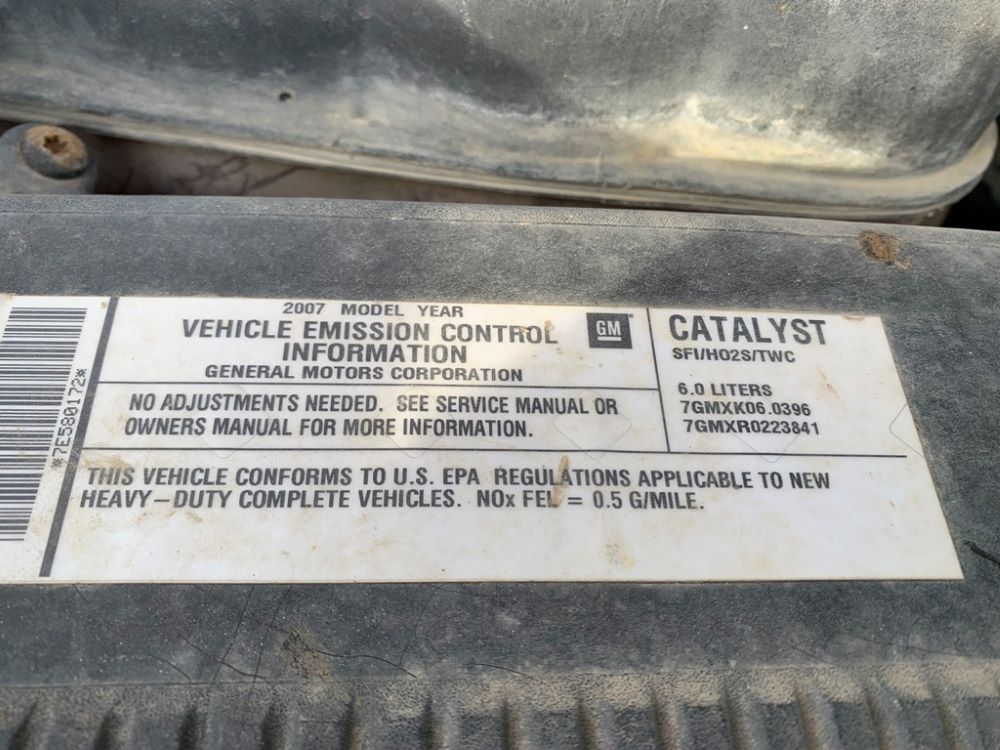 *7E580172*
2007 MODEL YEAR
VEHICLE EMISSION CONTROL
INFORMATION
GENERAL MOTORS CORPORATION
GM
NO ADJUSTMENTS NEEDED. SEE SERVICE MANUAL OR
OWNERS MANUAL FOR MORE INFORMATION.
CATALYST
SFI/HO2S/TWC
6.0 LITERS
7GMXK06.0396
7GMXR0223841
THIS VEHICLE CONFORMS TO U.S. EPA REGULATIONS APPLICABLE TO NEW
HEAVY-DUTY COMPLETE VEHICLES. NOx FEL = 0.5 G/MILE.